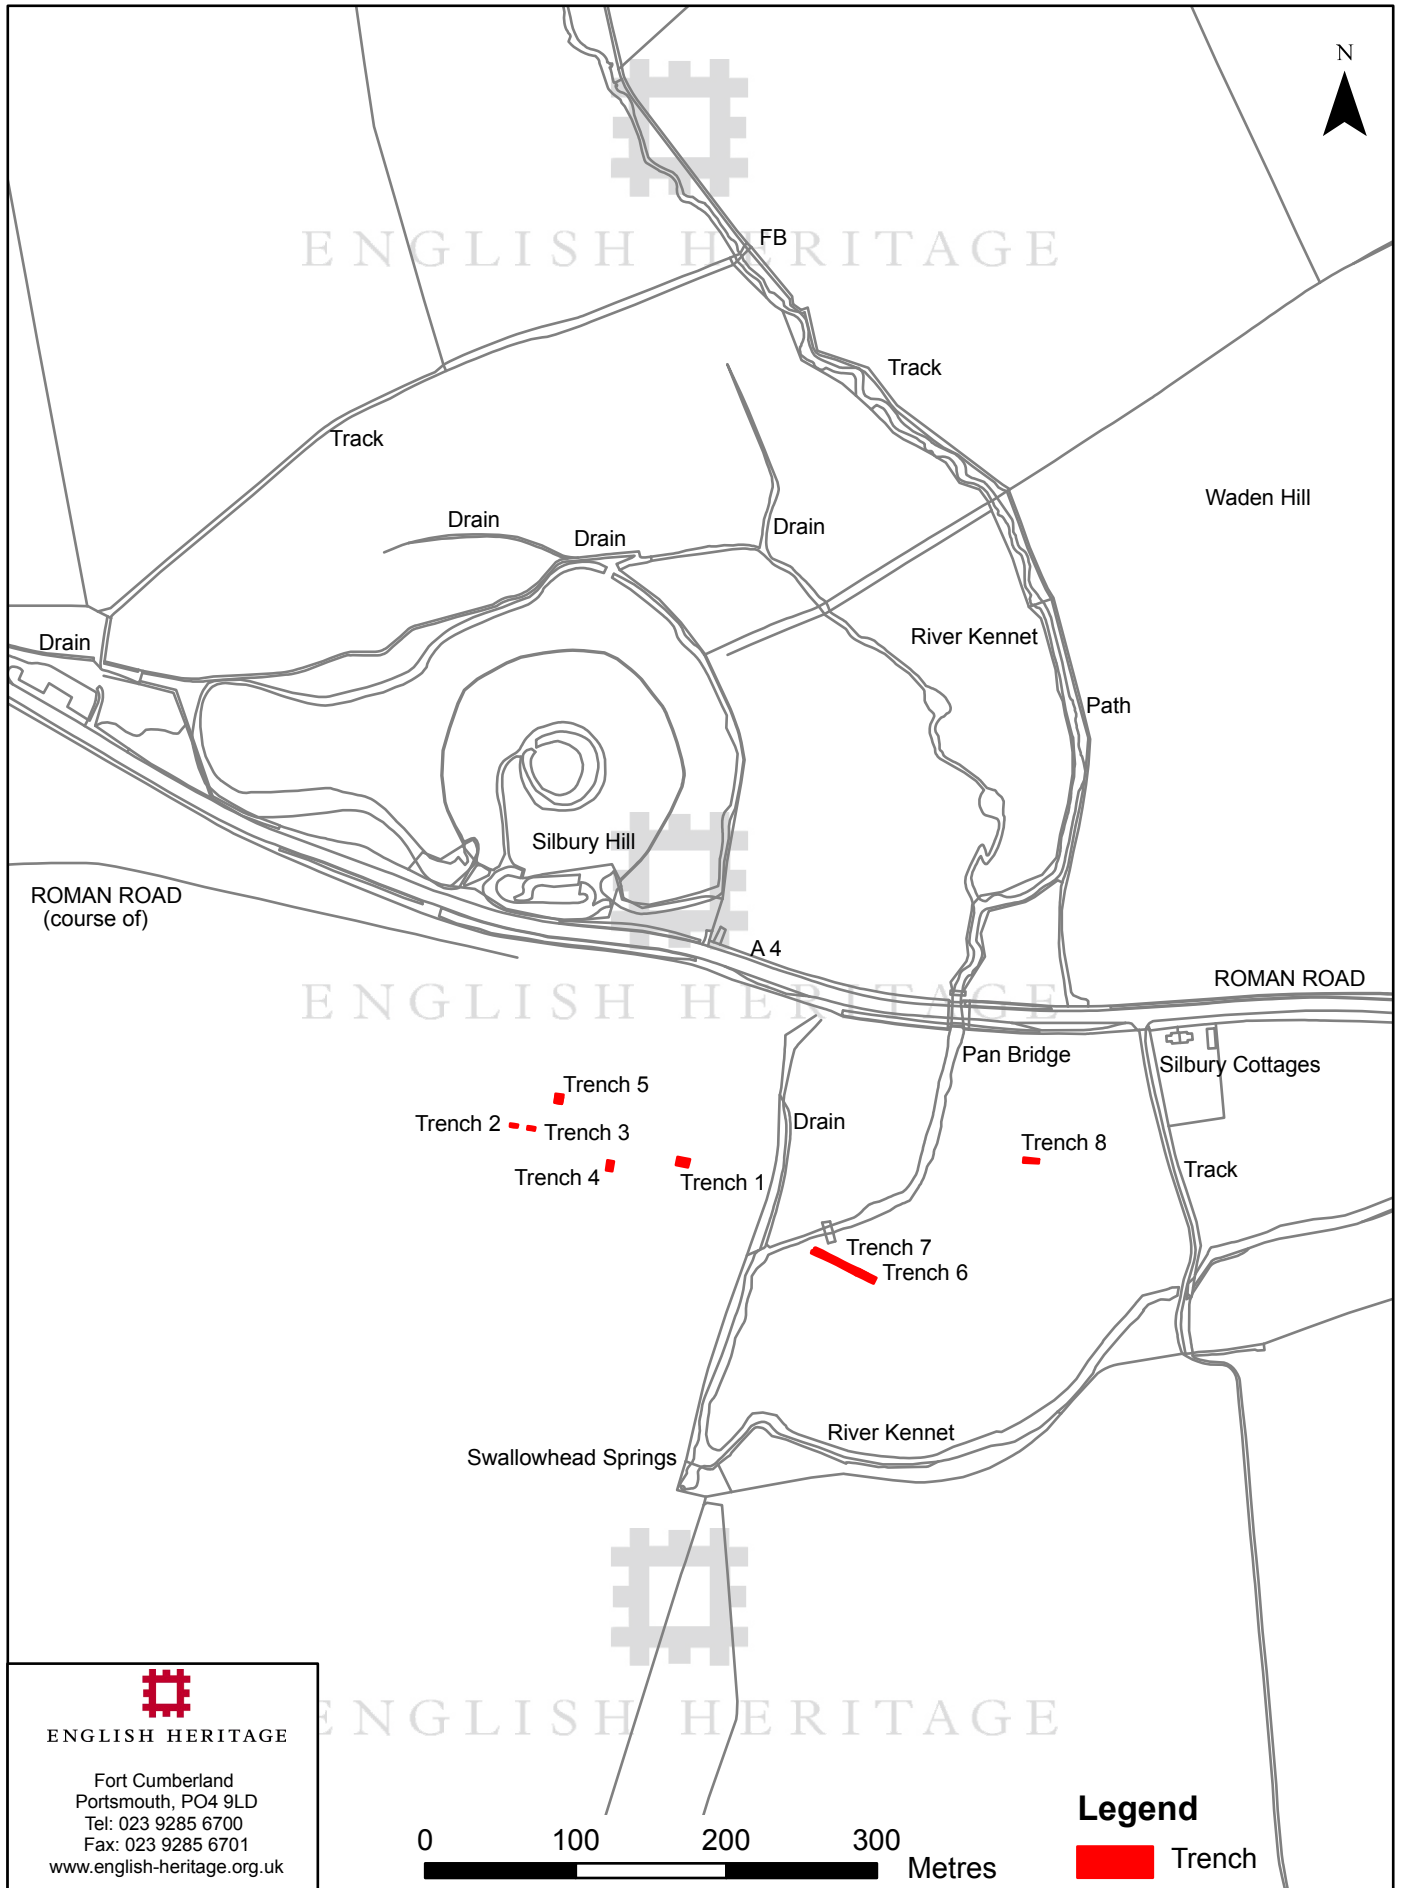 N
ENGLISH HERITAGE
FB
Track
Track
Waden Hill
Drain
Drain
Drain
Drain
River Kennet
Path
Silbury Hill
ROMAN ROAD
(course of)
A 4
ROMAN ROAD
ENGLISH HERITAGE
Pan Bridge
Silbury Cottages
Trench 5
Trench 2
Trench 3
Drain
Trench 8
Trench 4
Trench 1
Track
Trench 7
Trench 6
River Kennet
Swallowhead Springs
ENGLISH HERITAGE
ENGLISH HERITAGE
Fort Cumberland
Portsmouth, PO4 9LD
Tel: 023 9285 6700
Fax: 023 9285 6701
www.english-heritage.org.uk
0 100 200 300
Metres
Legend
Trench